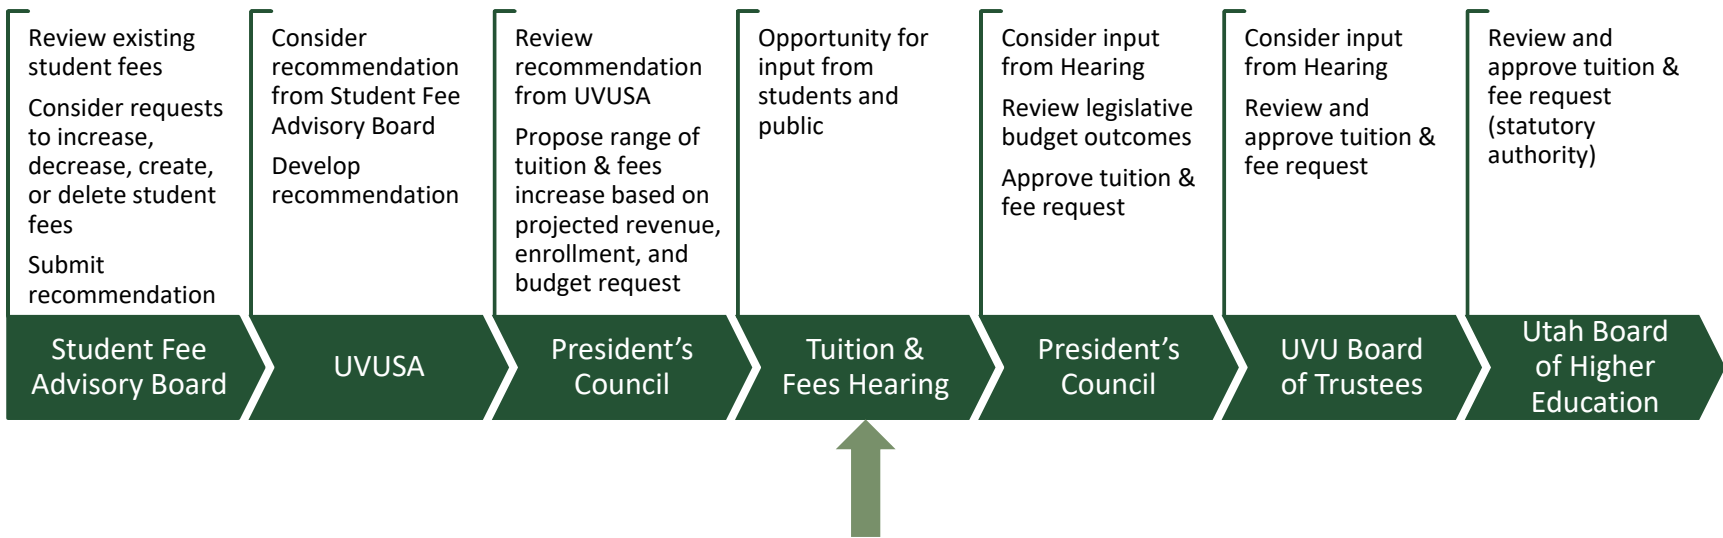 Review existing
student fees
Consider requests
to increase,
decrease, create,
or delete student
fees
Submit
recommendation
Student Fee
Advisory Board
Consider
recommendation
from Student Fee
Advisory Board
Develop
recommendation
UVUSA
Review
recommendation
from UVUSA
Propose range of
tuition & fees
increase based on
projected revenue,
enrollment, and
budget request
President’s
Council
Opportunity for
input from
students and
public
Tuition &
Fees Hearing
Consider input
from Hearing
Review legislative
budget outcomes
Approve tuition &
fee request
President’s
Council
Consider input
from Hearing
Review and
approve tuition &
fee request
UVU Board
of Trustees
Review and
approve tuition &
fee request
(statutory
authority)
Utah Board
of Higher
Education